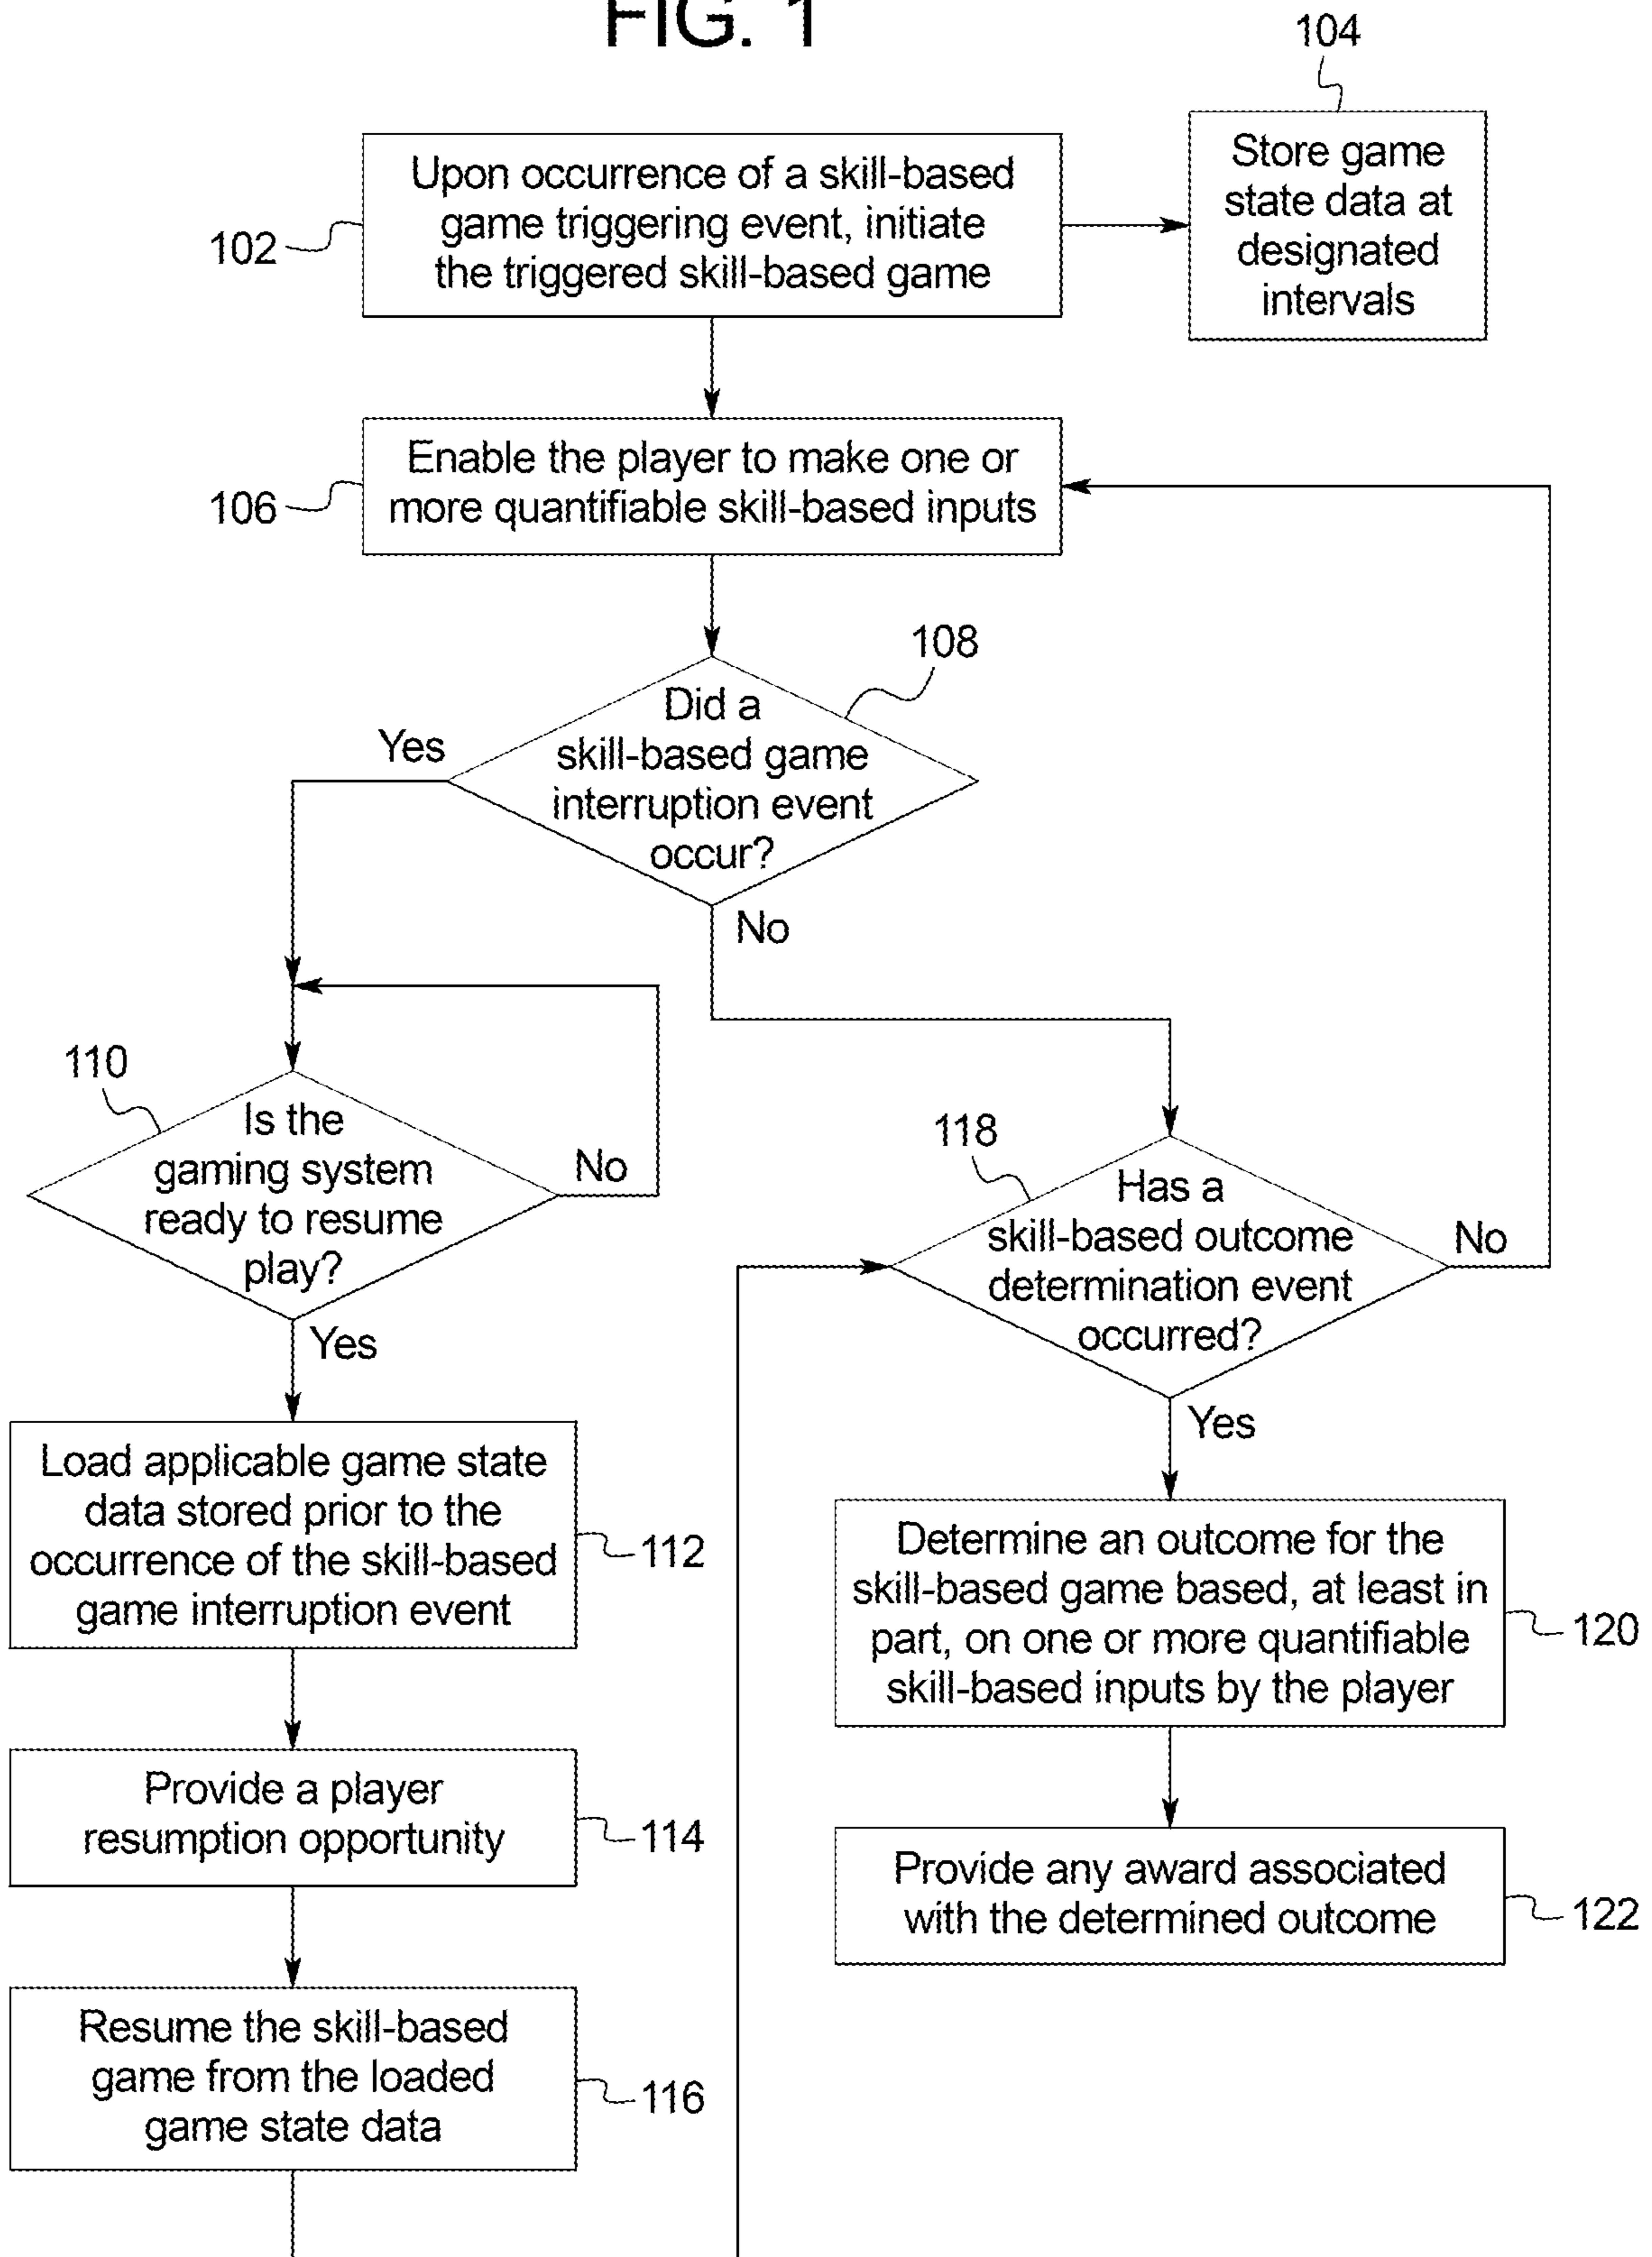 FIG. 1
104
Upon occurrence of a skill-based
game triggering event, initiate
the triggered skill-based game
102
Store game
state data at
designated
intervals
Enable the player to make one or
more quantifiable skill-based inputs
106
108
Did a
skill-based game
interruption event
occur?
Yes
No
110
Is the
gaming system
ready to resume
play?
No
Yes
118
Has a
skill-based outcome
determination event
occurred?
No
Yes
Load applicable game state
data stored prior to the
occurrence of the skill-based
game interruption event
112
Determine an outcome for the
skill-based game based, at least in
part, on one or more quantifiable
skill-based inputs by the player
120
Provide a player
resumption opportunity
114
Provide any award associated
with the determined outcome
122
Resume the skill-based
game from the loaded
game state data
116